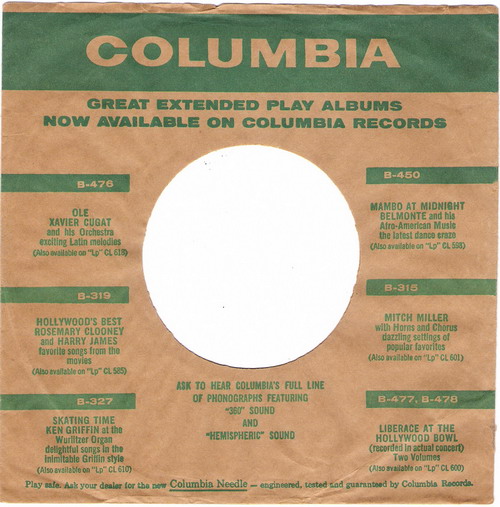 COLUMBIA
GREAT EXTENDED PLAY ALBUMS
NOW AVAILABLE ON COLUMBIA RECORDS
B-476
OLE
XAVIER CUGAT
and his Orchestra
exciting Latin melodies
(Also available on "Lp" CL 619)
B-319
HOLLYWOOD'S BEST
ROSEMARY CLOONEY
and HARRY JAMES
favorite songs from the
movies
(Also available on "Lp" CL 585)
B-327
SKATING TIME
KEN GRIFFIN at the
Wurlitzer Organ
delightful songs in the
inimitable Griffin style
(Also available on "Lp" CL 610)
B-450
MAMBO AT MIDNIGHT
BELMONTE and his
Afro-American Music
the latest dance craze
(Also available on "Lp" CL 598)
B-315
MITCH MILLER
with Horns and Chorus
dazzling settings of
popular favorites
(Also available on "Lp" CL 601)
B-477, B-478
LIBERACE AT THE
HOLLYWOOD BOWL
(recorded in actual concert)
Two Volumes
(Also available on "Lp" CL 600)
ASK TO HEAR COLUMBIA'S FULL LINE
OF PHONOGRAPHS FEATURING
"360" SOUND
AND
"HEMISPHERIC" SOUND
Play safe. Ask your dealer for the new Columbia Needle — engineered, tested and guaranteed by Columbia Records.